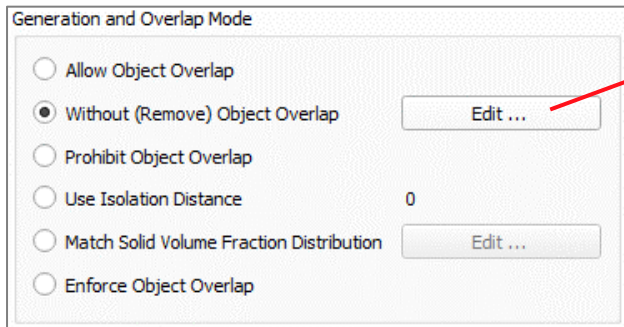 Generation and Overlap Mode
Allow Object Overlap
Without (Remove) Object Overlap Edit ...
Prohibit Object Overlap
Use Isolation Distance 0
Match Solid Volume Fraction Distribution Edit ...
Enforce Object Overlap